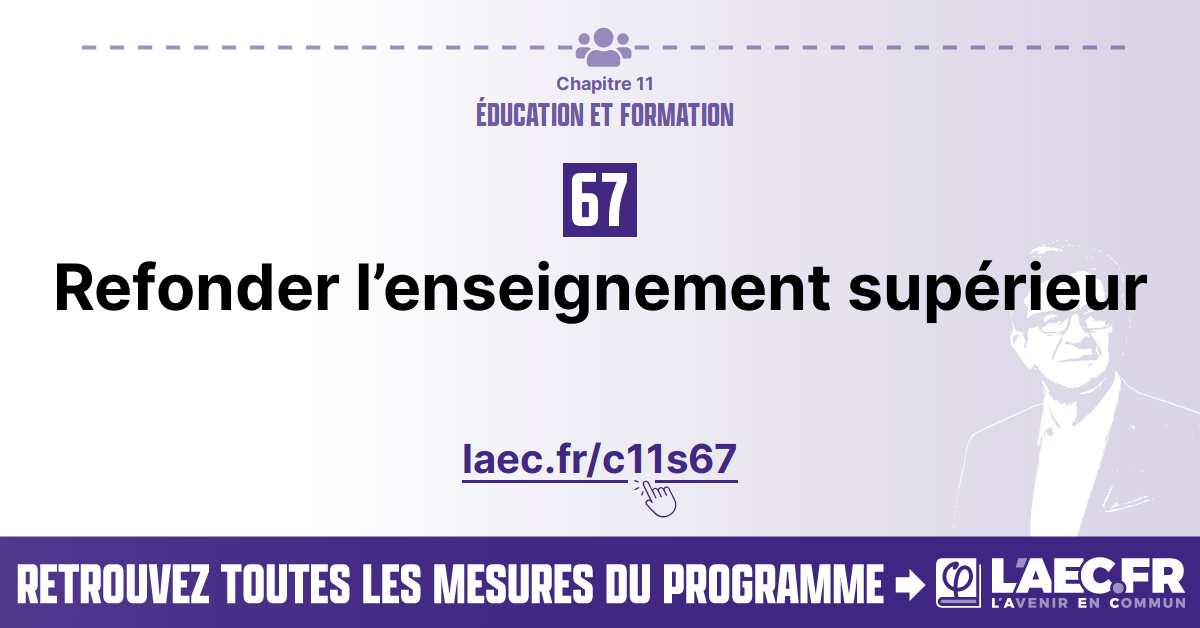 Chapitre 11
ÉDUCATION ET FORMATION
67
Refonder l’enseignement supérieur
laec.fr/c11s67
RETROUVEZ TOUTES LES MESURES DU PROGRAMME
L'AEC.FR
L'AVENIR EN COMMUN